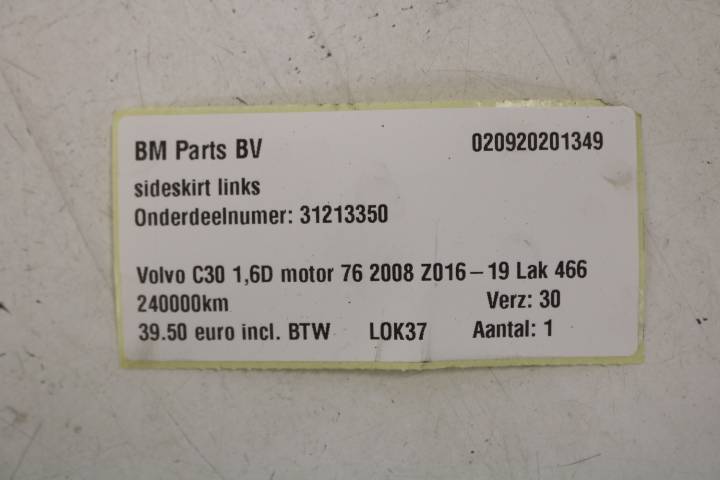 BM Parts BV 020920201349
sideskirt links
Onderdeelnumer: 31213350
Volvo C30 1,6D motor 76 2008 Z016 – 19 Lak 466
240000km Verz: 30
39.50 euro incl. BTW LOK37 Aantal: 1